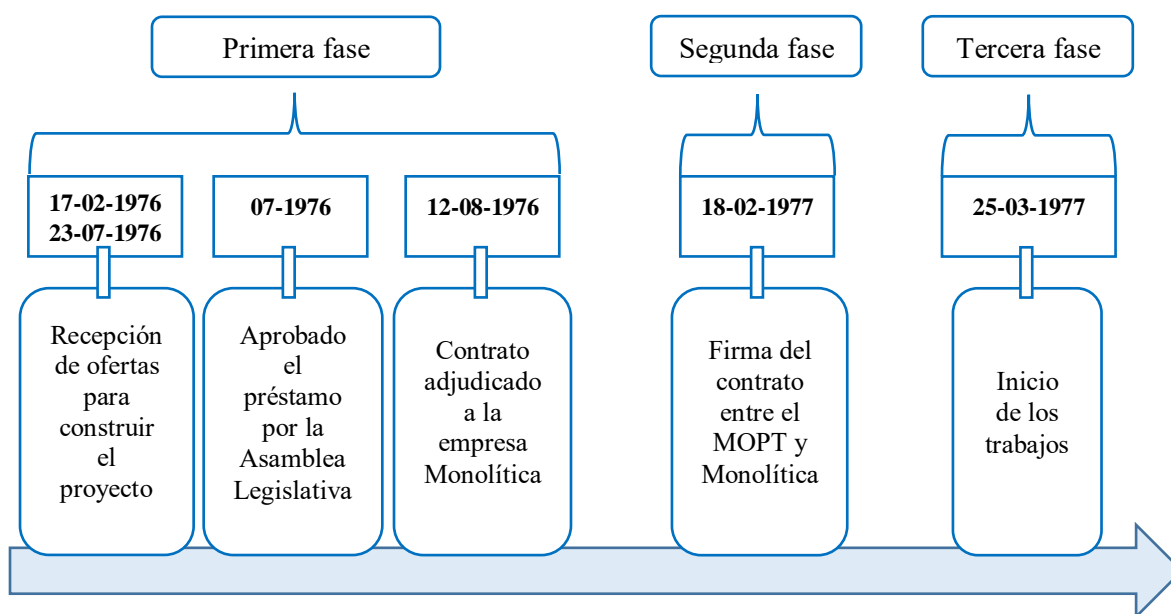 Primera fase
Segunda fase
Tercera fase
17-02-1976
23-07-1976
07-1976
12-08-1976
18-02-1977
25-03-1977
Recepción
de ofertas
para
construir
el
proyecto
Aprobado
el
préstamo
por la
Asamblea
Legislativa
Contrato
adjudicado
a la
empresa
Monolítica
Firma del
contrato
entre el
MOPT y
Monolítica
Inicio
de los
trabajos